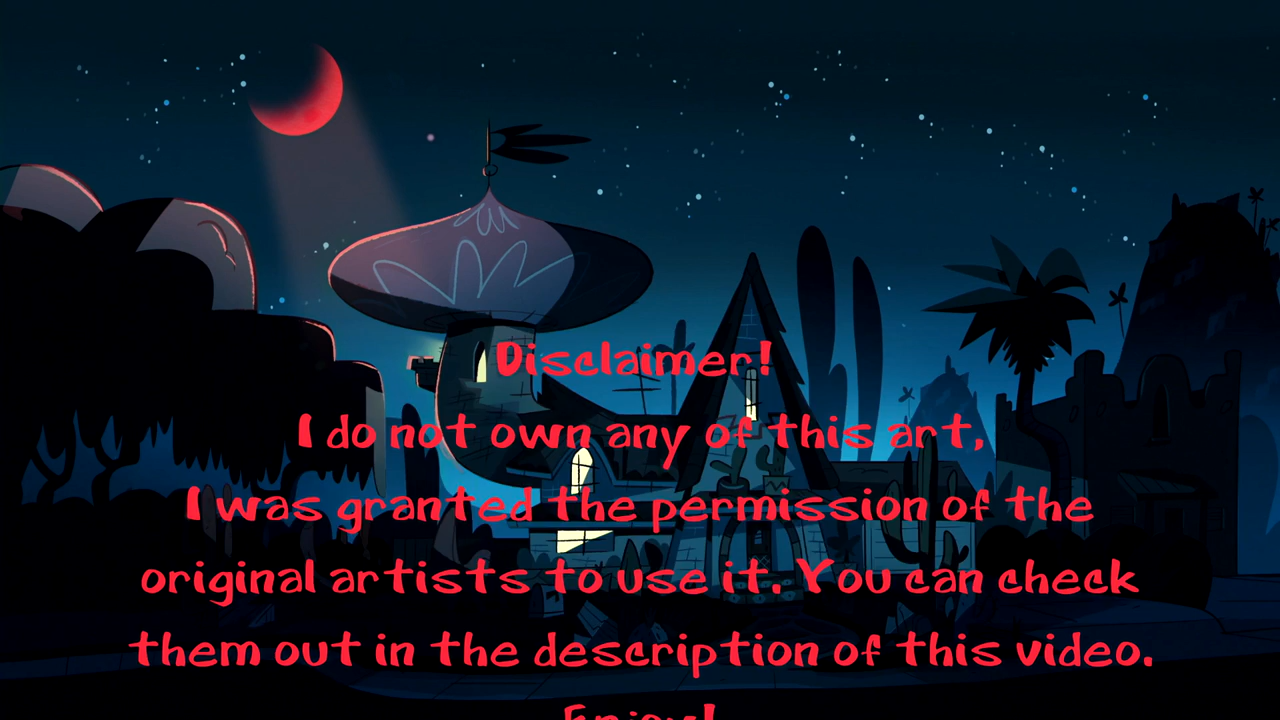 Disclaimer!
I do not own any of this art,
I was granted the permission of the
original artists to use it. You can check
them out in the description of this video.
Enjoy!